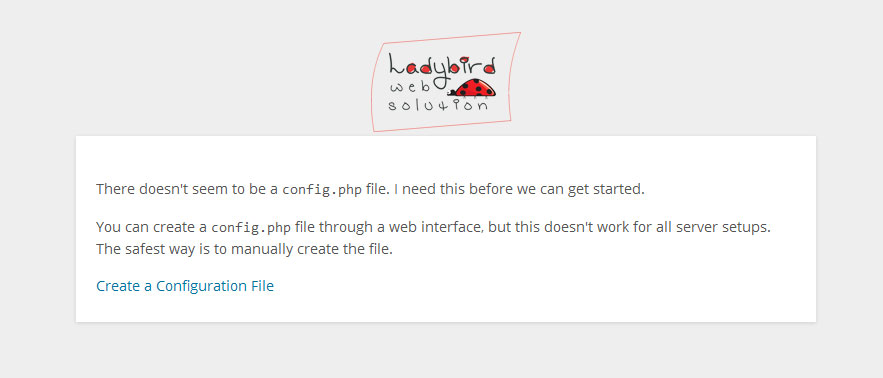 Ladybird
web
solution
There doesn't seem to be a config.php file. I need this before we can get started.
You can create a config.php file through a web interface, but this doesn't work for all server setups.
The safest way is to manually create the file.
Create a Configuration File